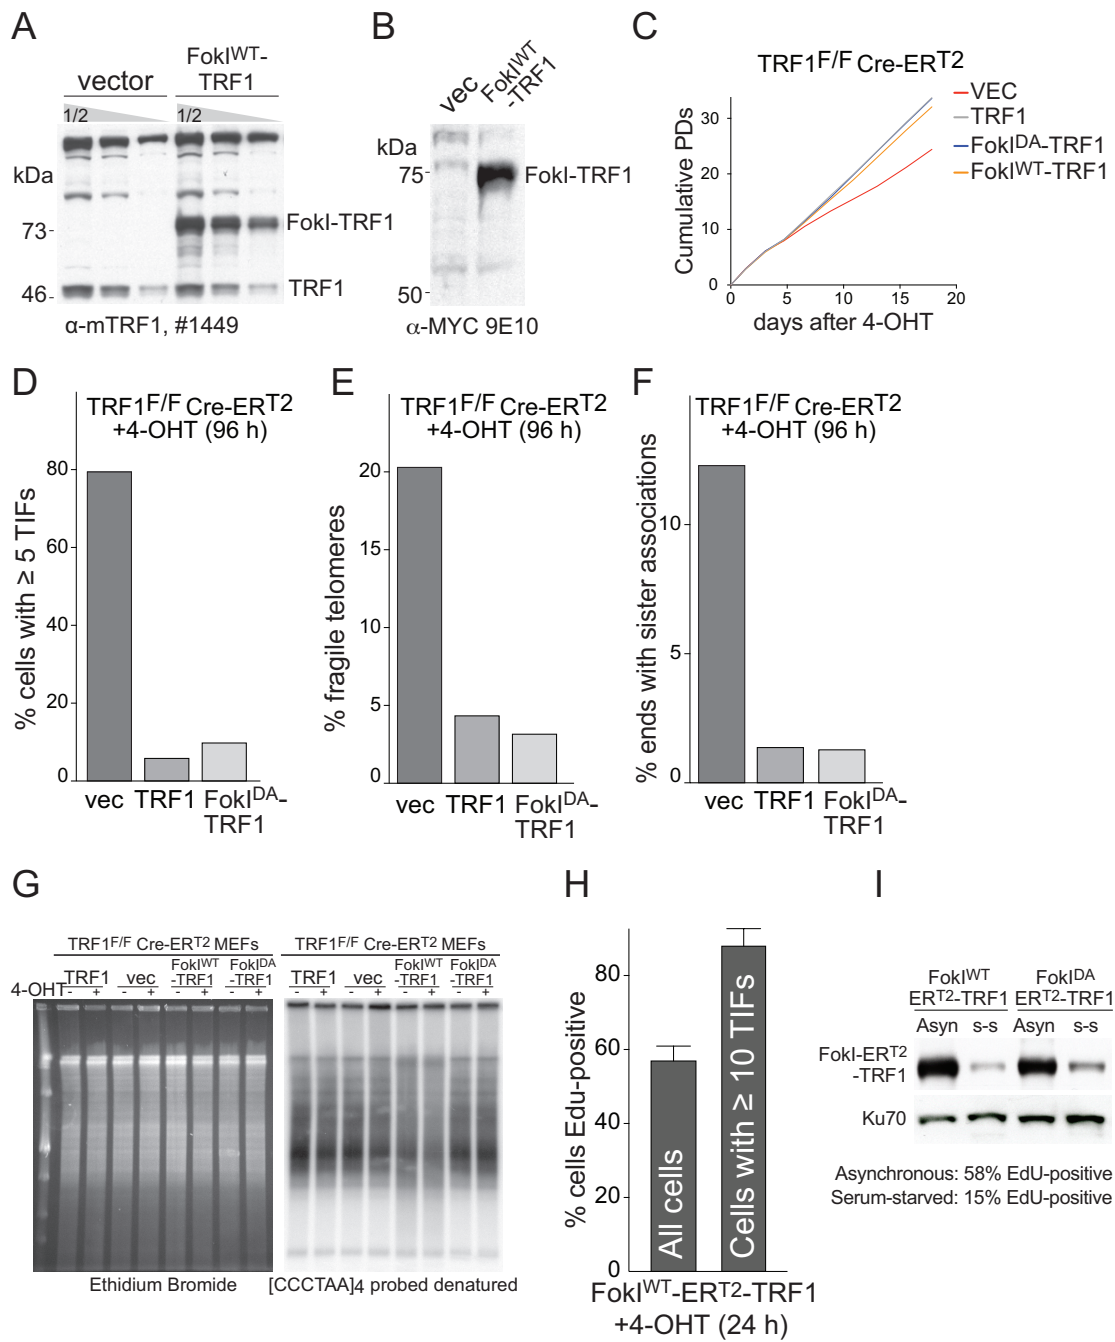 A
FokIWT-
TRF1
vector
1/2
1/2
kDa
73-
46-
FokI-TRF1
TRF1
α-mTRF1, #1449
B
vec
FokIWT
-TRF1
kDa
75-
50-
FokI-TRF1
α-MYC 9E10
C
TRF1F/F Cre-ERT2
VEC
TRF1
FokIDA-TRF1
FokIWT-TRF1
Cumulative PDs
30
20
10
0
0 5 10 15 20
days after 4-OHT
D
TRF1F/F Cre-ERT2
+4-OHT (96 h)
% cells with ≥ 5 TIFs
80
60
40
20
0
vec TRF1 FokIDA-
TRF1
E
TRF1F/F Cre-ERT2
+4-OHT (96 h)
% fragile telomeres
20
15
10
5
0
vec TRF1 FokIDA-
TRF1
F
TRF1F/F Cre-ERT2
+4-OHT (96 h)
% ends with sister associations
10
5
0
vec TRF1 FokIDA-
TRF1
G
TRF1F/F Cre-ERT2 MEFs
TRF1 vec FokIWT -TRF1 FokIDA -TRF1
4-OHT - + - + - + - +
Ethidium Bromide
TRF1F/F Cre-ERT2 MEFs
TRF1 vec FokIWT -TRF1 FokIDA -TRF1
- + - + - + - +
[CCCTAA]4 probed denatured
H
% cells Edu-positive
80
60
40
20
0
All cells
Cells with ≥ 10 TIFs
FokIWT-ERT2-TRF1
+4-OHT (24 h)
I
FokIWT FokIDA
ERT2-TRF1 ERT2-TRF1
Asyn s-s Asyn s-s
FokI-ERT2
-TRF1
Ku70
Asynchronous: 58% EdU-positive
Serum-starved: 15% EdU-positive